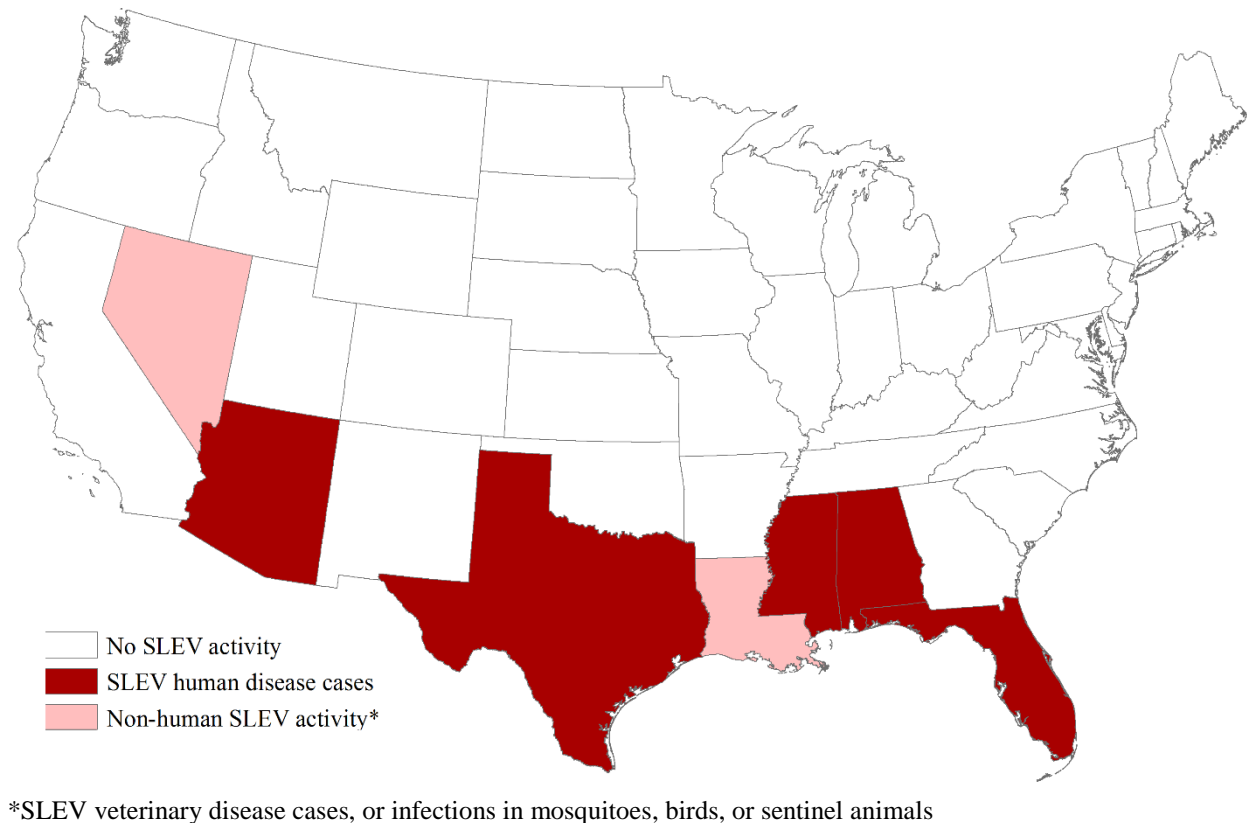 No SLEV activity
SLEV human disease cases
Non-human SLEV activity*
*SLEV veterinary disease cases, or infections in mosquitoes, birds, or sentinel animals